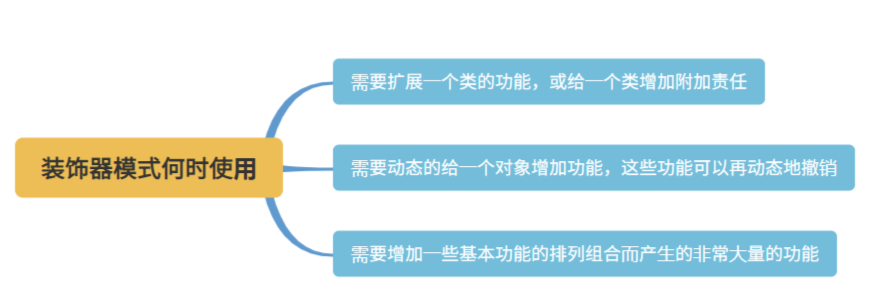 需要扩展一个类的功能，或给一个类增加附加责任
装饰器模式何时使用
需要动态的给一个对象增加功能，这些功能可以再动态地撤销
需要增加一些基本功能的排列组合而产生的非常大量的功能